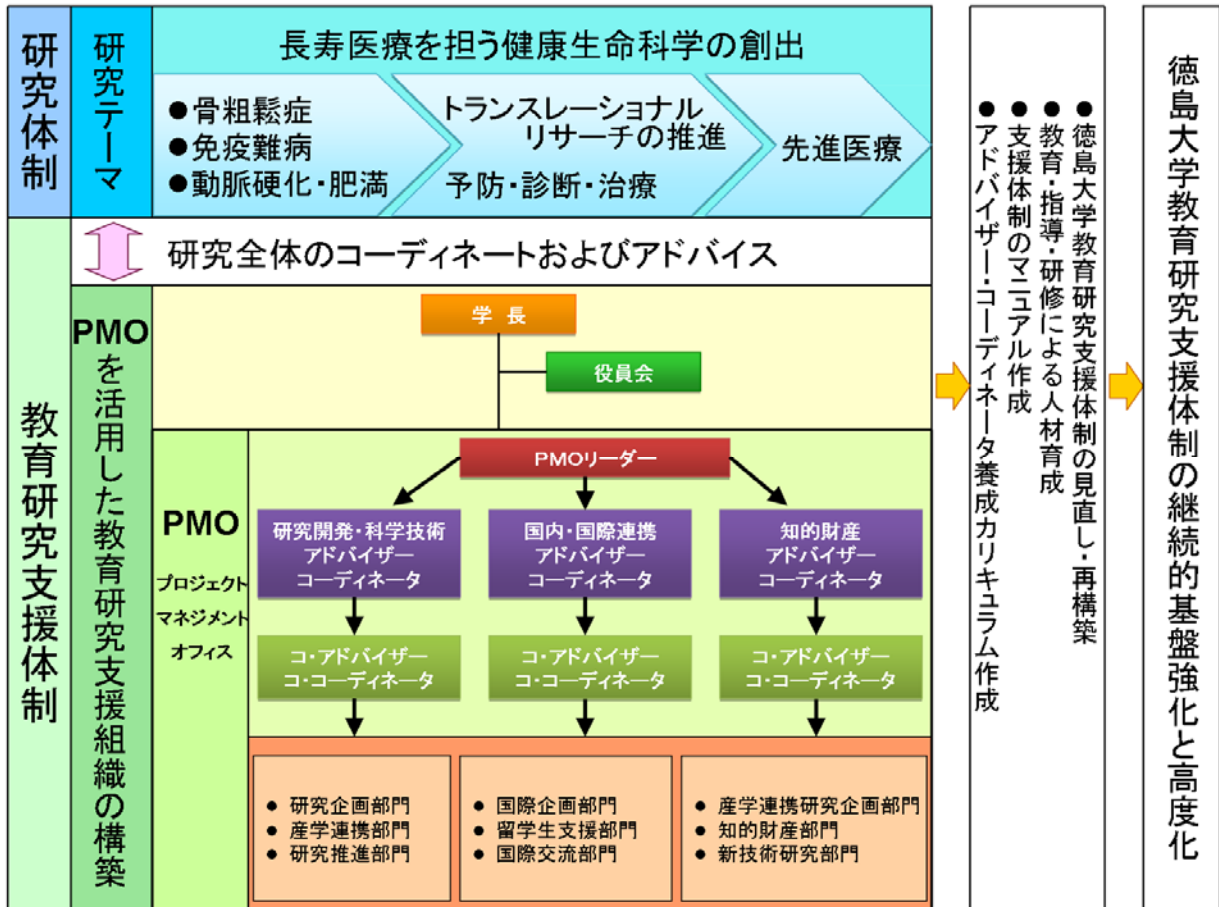 研究体制
研究テーマ
長寿医療を担う健康生命科学の創出
●骨粗鬆症
●免疫難病
●動脈硬化・肥満
トランスレーショナル
リサーチの推進
予防・診断・治療
先進医療
研究全体のコーディネートおよびアドバイス
教育研究支援体制
PMOを活用した教育研究支援組織の構築
学 長
役員会
PMO
プロジェクト
マネジメント
オフィス
PMOリーダー
研究開発・科学技術
アドバイザー
コーディネータ
国内・国際連携
アドバイザー
コーディネータ
知的財産
アドバイザー
コーディネータ
コ・アドバイザー
コ・コーディネータ
コ・アドバイザー
コ・コーディネータ
コ・アドバイザー
コ・コーディネータ
● 研究企画部門
● 産学連携部門
● 研究推進部門
● 国際企画部門
● 留学生支援部門
● 国際交流部門
● 産学連携研究企画部門
● 知的財産部門
● 新技術研究部門
● 徳島大学教育研究支援体制の見直し・再構築
● 教育・指導・研修による人材育成
● 支援体制のマニュアル作成
● アドバイザー・コーディネータ養成カリキュラム作成
徳島大学教育研究支援体制の継続的基盤強化と高度化